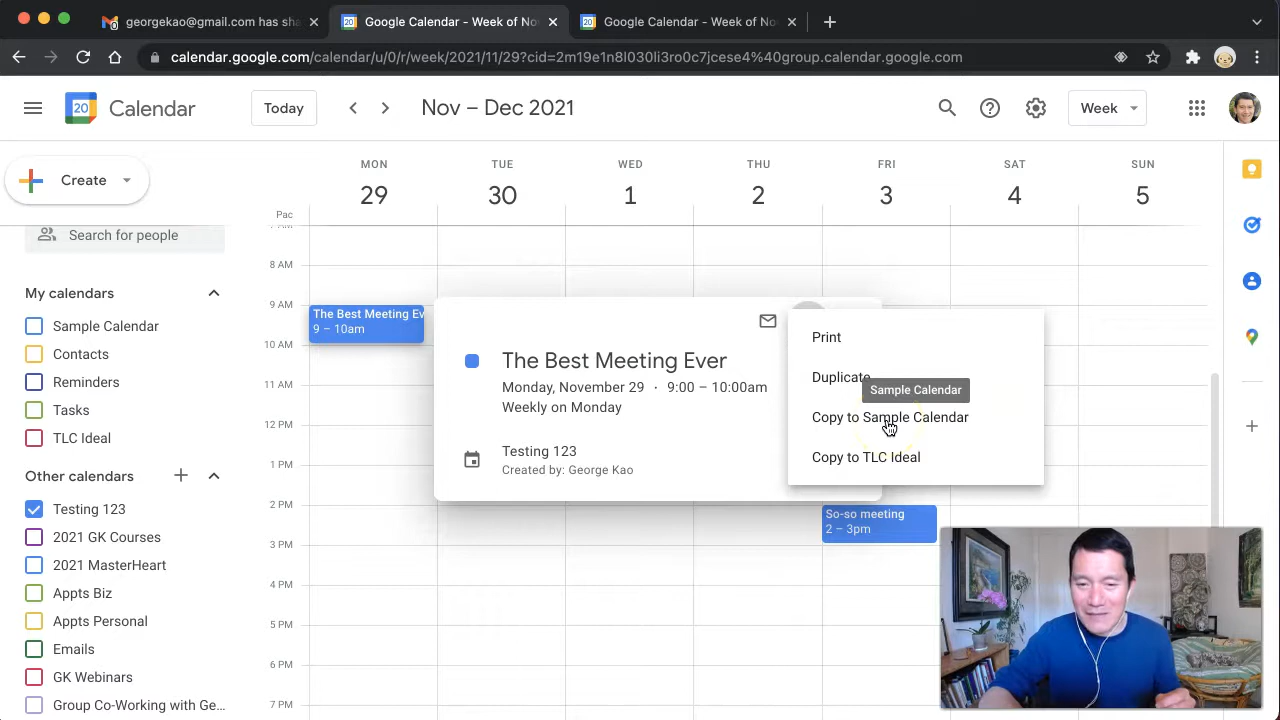 georgekao@gmail.com has sha
Google Calendar - Week of No
Google Calendar - Week of No
calendar.google.com/calendar/u/0/r/week/2021/11/29?cid=2m19e1n8l030li3ro0c7jcese4%40group.calendar.google.com
20
Calendar
Today
Nov – Dec 2021
Week
Create
MON
TUE
WED
THU
FRI
SAT
SUN
29
30
1
2
3
4
5
Pac
Search for people
My calendars
Sample Calendar
Contacts
Reminders
Tasks
TLC Ideal
Other calendars
Testing 123
2021 GK Courses
2021 MasterHeart
Appts Biz
Appts Personal
Emails
GK Webinars
Group Co-Working with Ge...
8 AM
9 AM
10 AM
11 AM
12 PM
1 PM
2 PM
3 PM
4 PM
5 PM
6 PM
7 PM
The Best Meeting Ev
9 – 10am
The Best Meeting Ever
Monday, November 29 · 9:00 – 10:00am
Weekly on Monday
Testing 123
Created by: George Kao
Print
Duplicate
Sample Calendar
Copy to Sample Calendar
Copy to TLC Ideal
So-so meeting
2 – 3pm